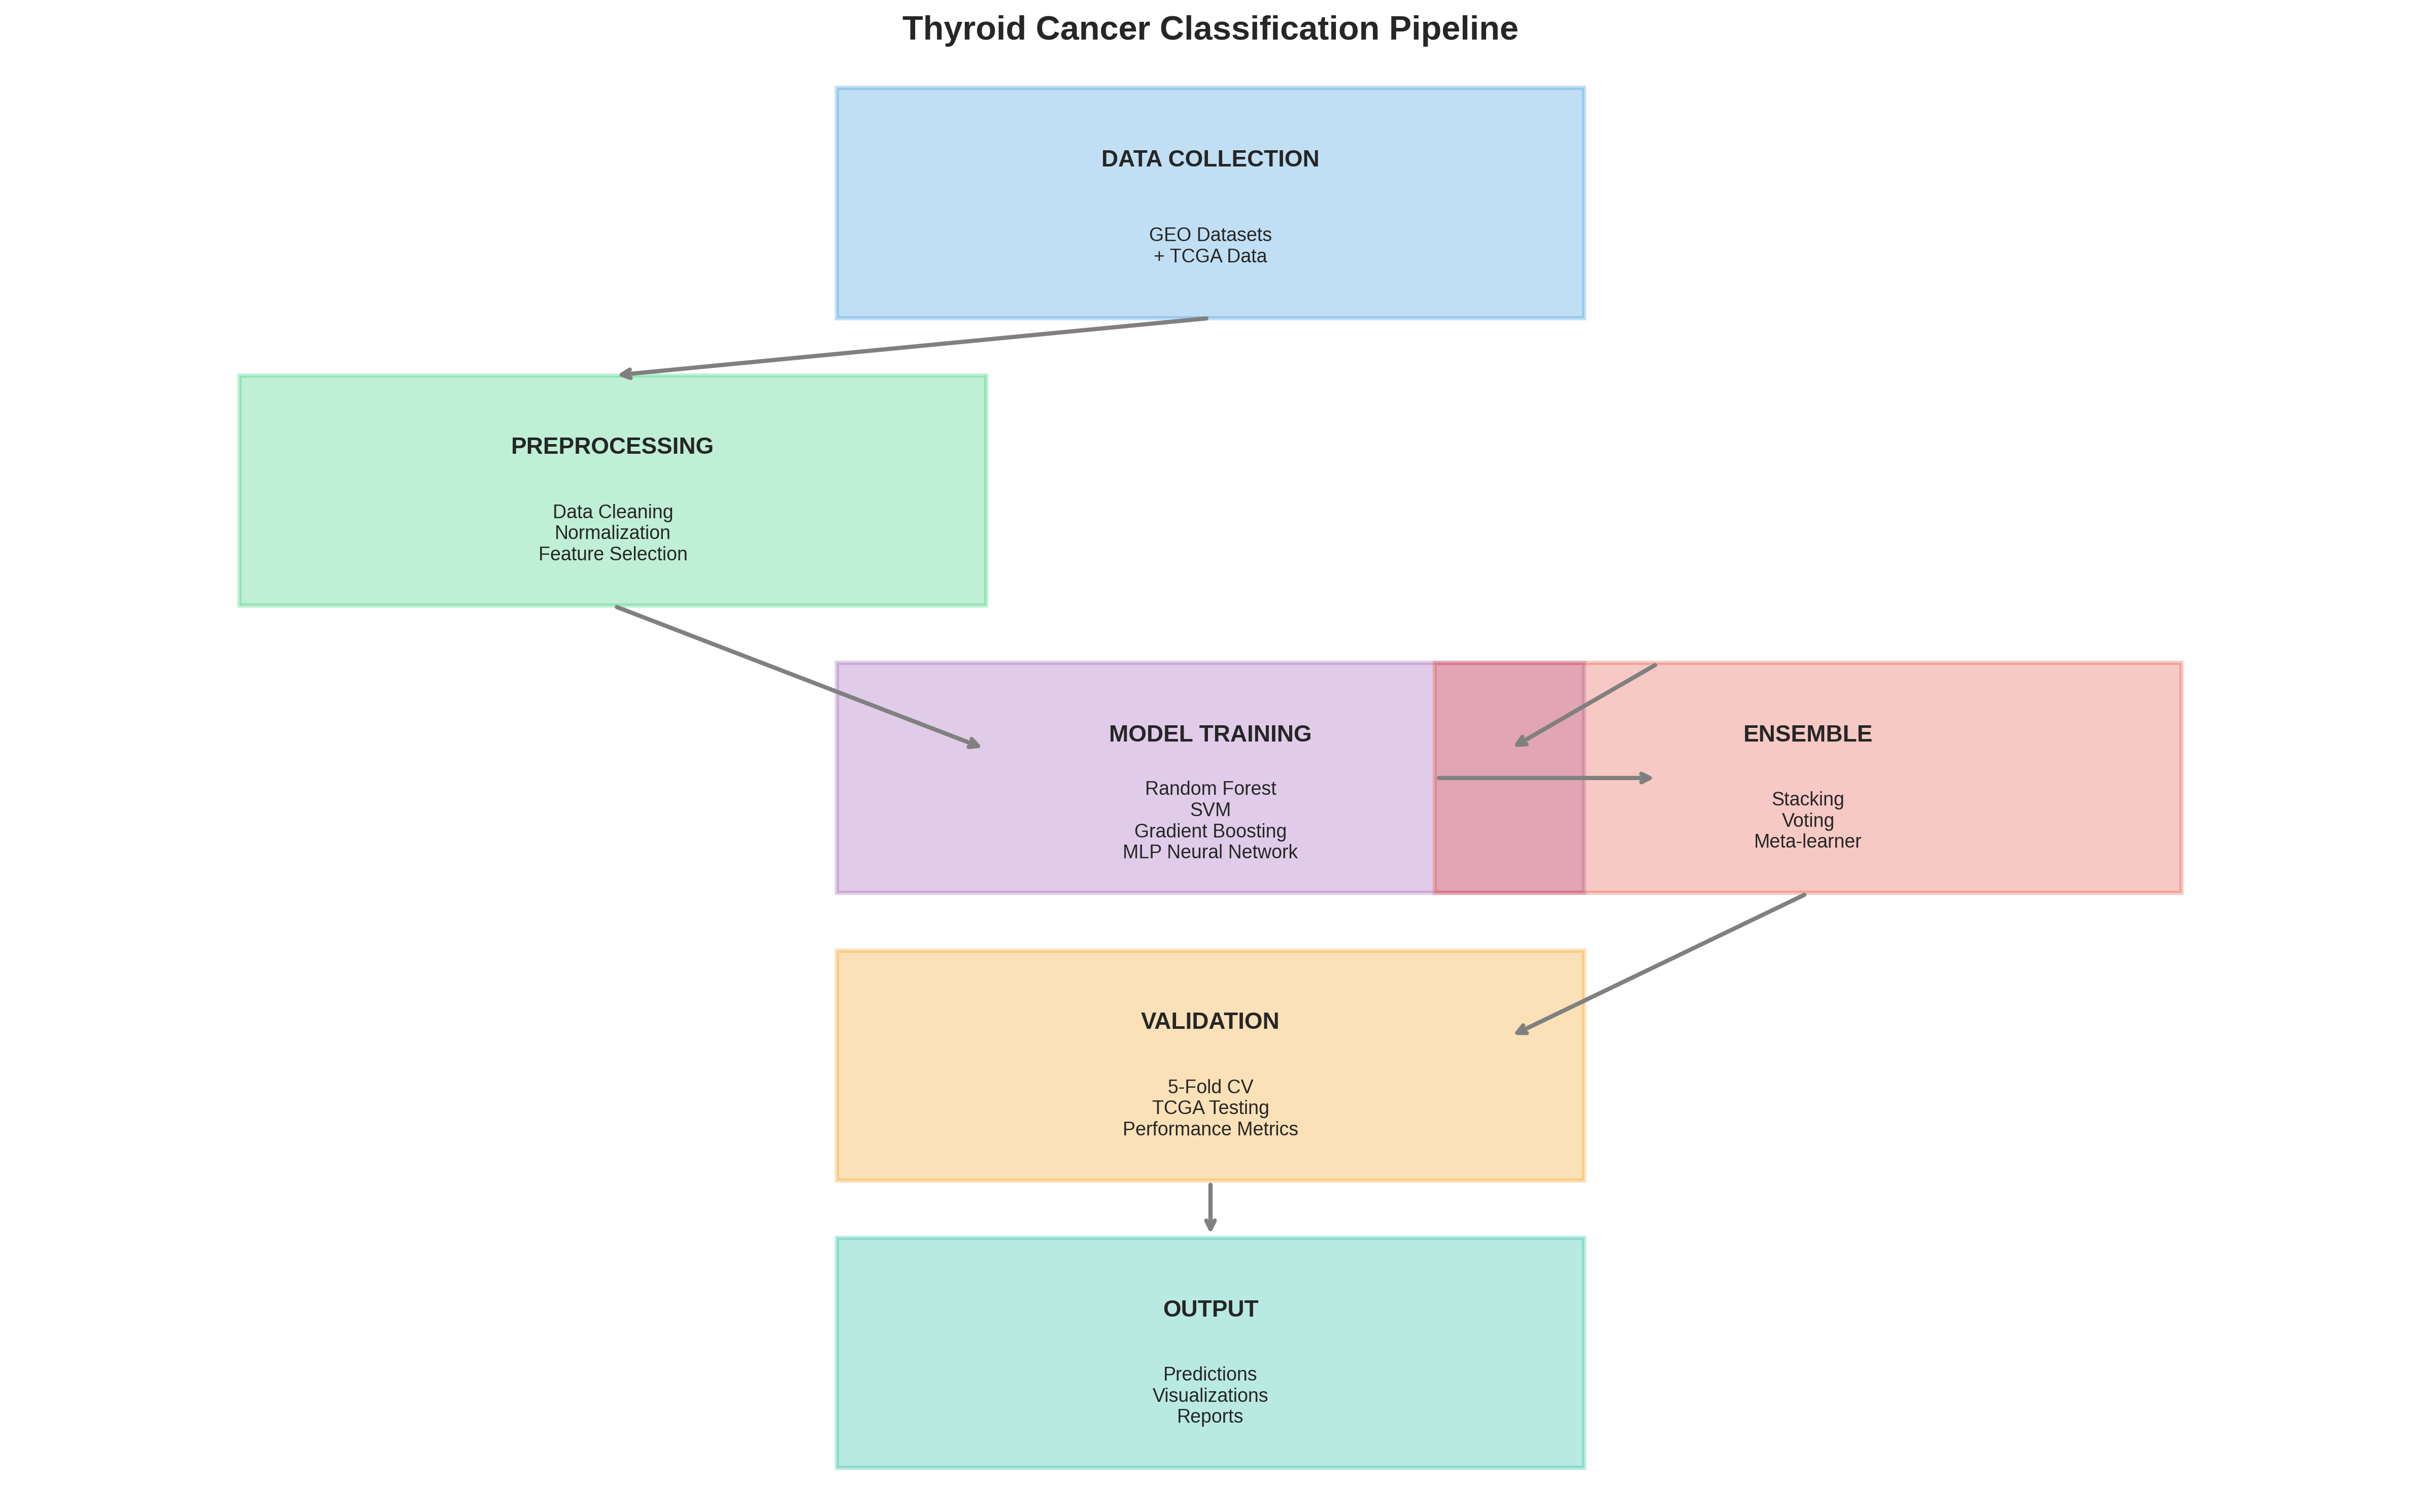 Thyroid Cancer Classification Pipeline
DATA COLLECTION
GEO Datasets
+ TCGA Data
PREPROCESSING
Data Cleaning
Normalization
Feature Selection
MODEL TRAINING
Random Forest
SVM
Gradient Boosting
MLP Neural Network
ENSEMBLE
Stacking
Voting
Meta-learner
VALIDATION
5-Fold CV
TCGA Testing
Performance Metrics
OUTPUT
Predictions
Visualizations
Reports